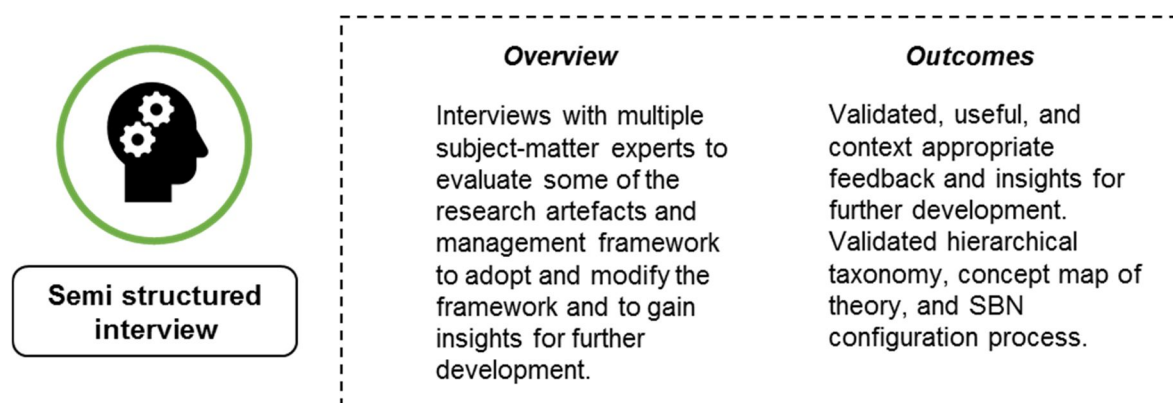 Semi structured
interview
Overview
Interviews with multiple
subject-matter experts to
evaluate some of the
research artefacts and
management framework
to adopt and modify the
framework and to gain
insights for further
development.
Outcomes
Validated, useful, and
context appropriate
feedback and insights for
further development.
Validated hierarchical
taxonomy, concept map of
theory, and SBN
configuration process.